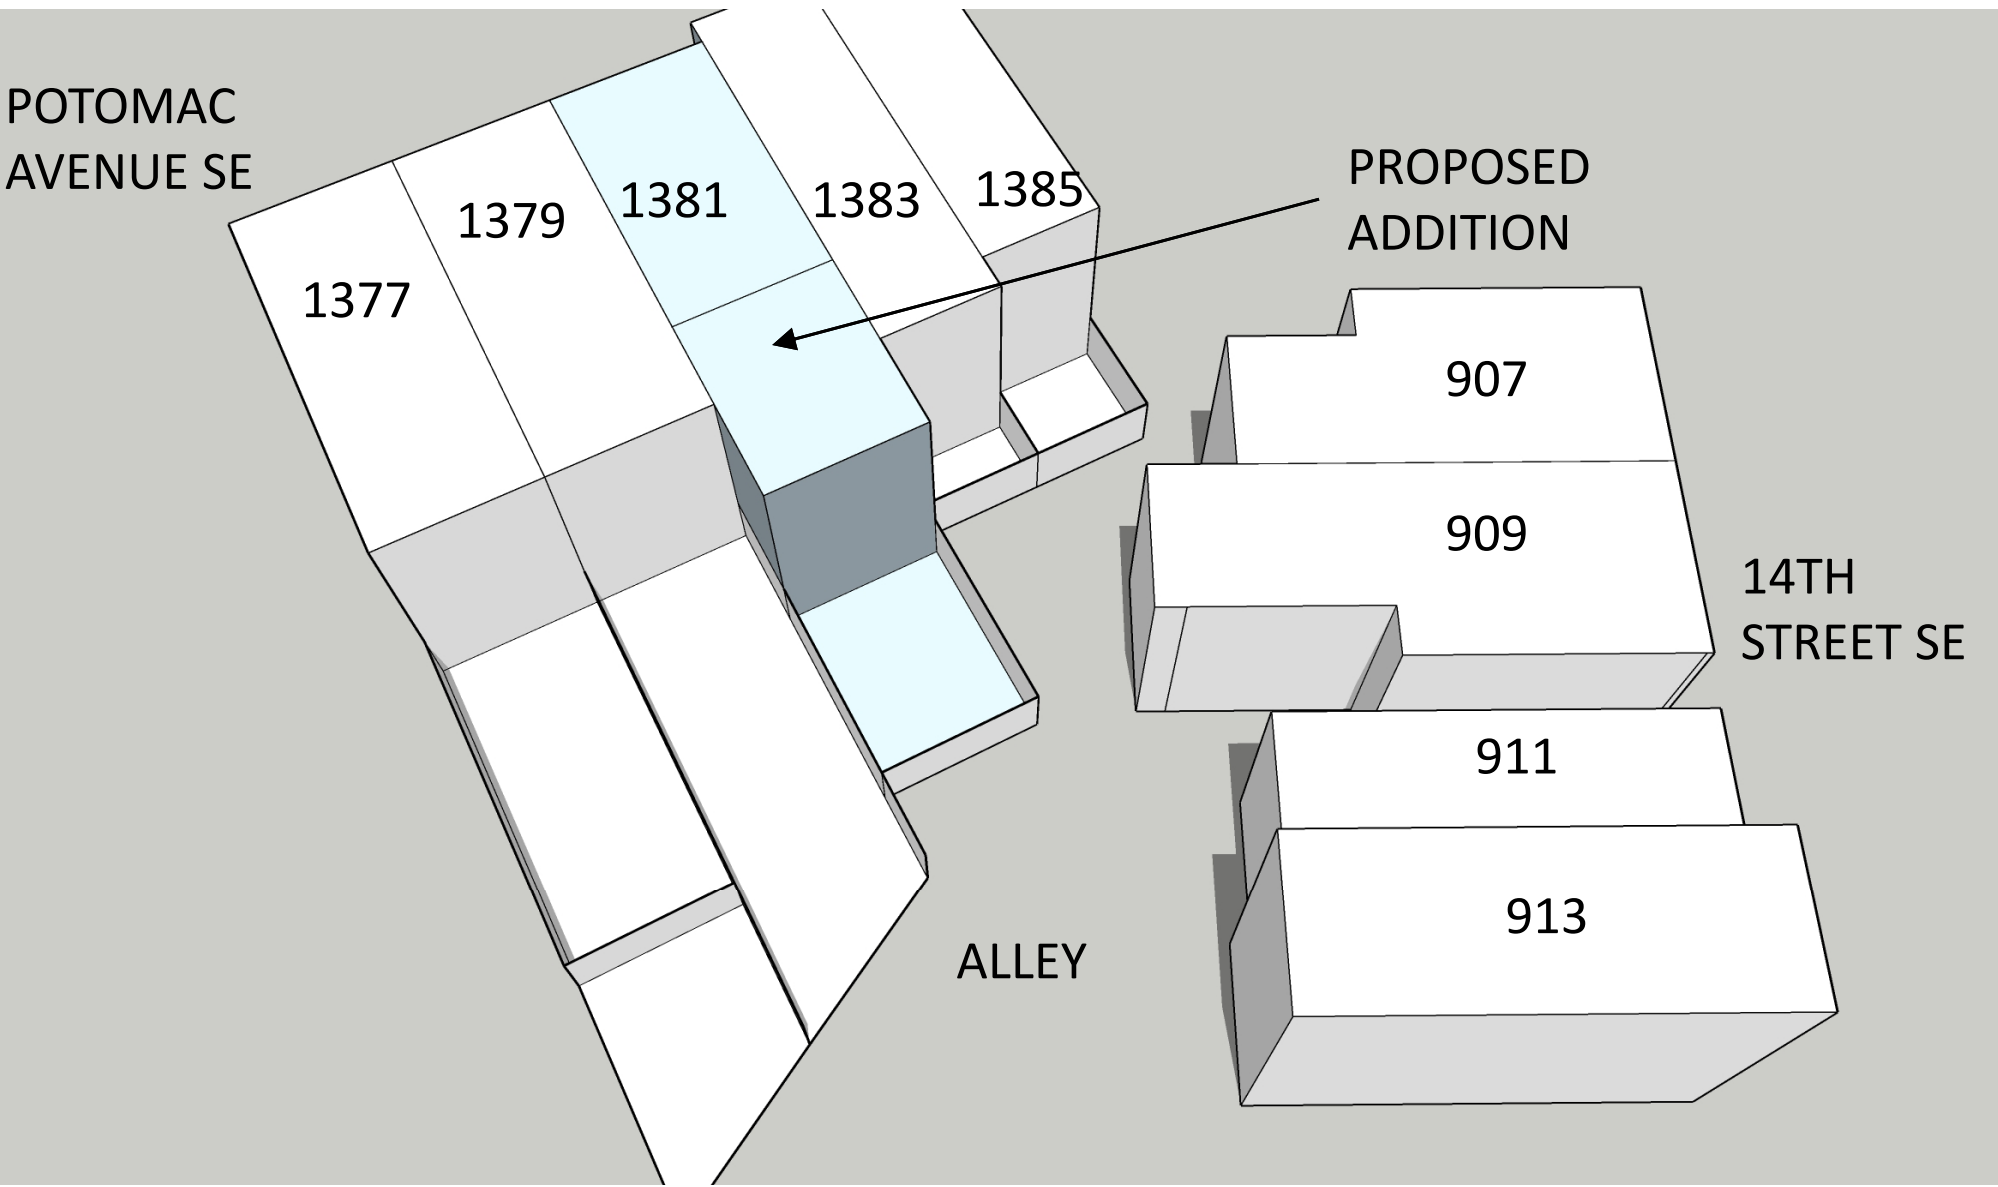 POTOMAC
AVENUE SE
1377
1379
1381
1383
1385
PROPOSED
ADDITION
907
909
14TH
STREET SE
911
913
ALLEY